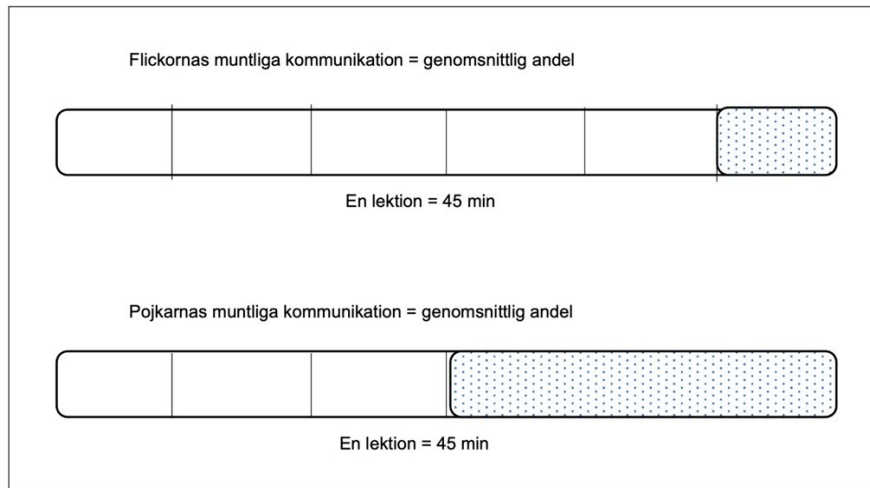 Flickornas muntliga kommunikation = genomsnittlig andel
En lektion = 45 min
Pojkarnas muntliga kommunikation = genomsnittlig andel
En lektion = 45 min